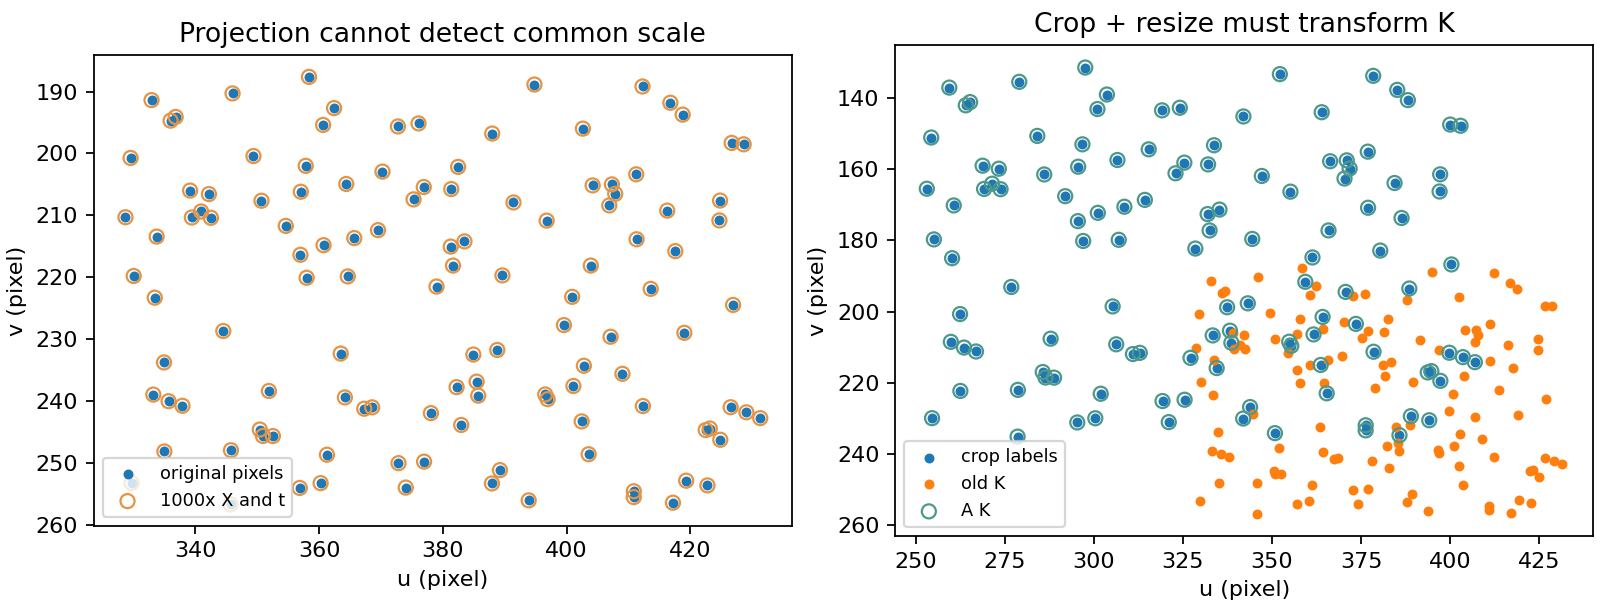 Projection cannot detect common scale
190
200
210
220
230
240
250
260
340
360
380
400
420
v (pixel)
u (pixel)
original pixels
1000x X and t
Crop + resize must transform K
140
160
180
200
220
240
260
250
275
300
325
350
375
400
425
v (pixel)
u (pixel)
crop labels
old K
A K